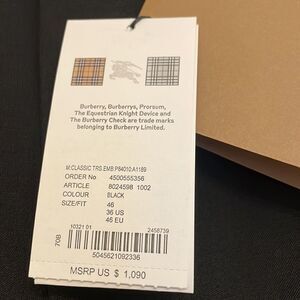 Burberry, Burberrys, Prorsum,
The Equestrian Knight Device and
The Burberry Check are trade marks
belonging to Burberry Limited.
M:CLASSIC TRS EMB:P84010:A1189
ORDER No 4500655356
ARTICLE 8024598 1002
COLOUR BLACK
SIZE/FIT 46
36 US
46 EU
10321 01 2458739
70B
5045621092336
MSRP US $ 1,090